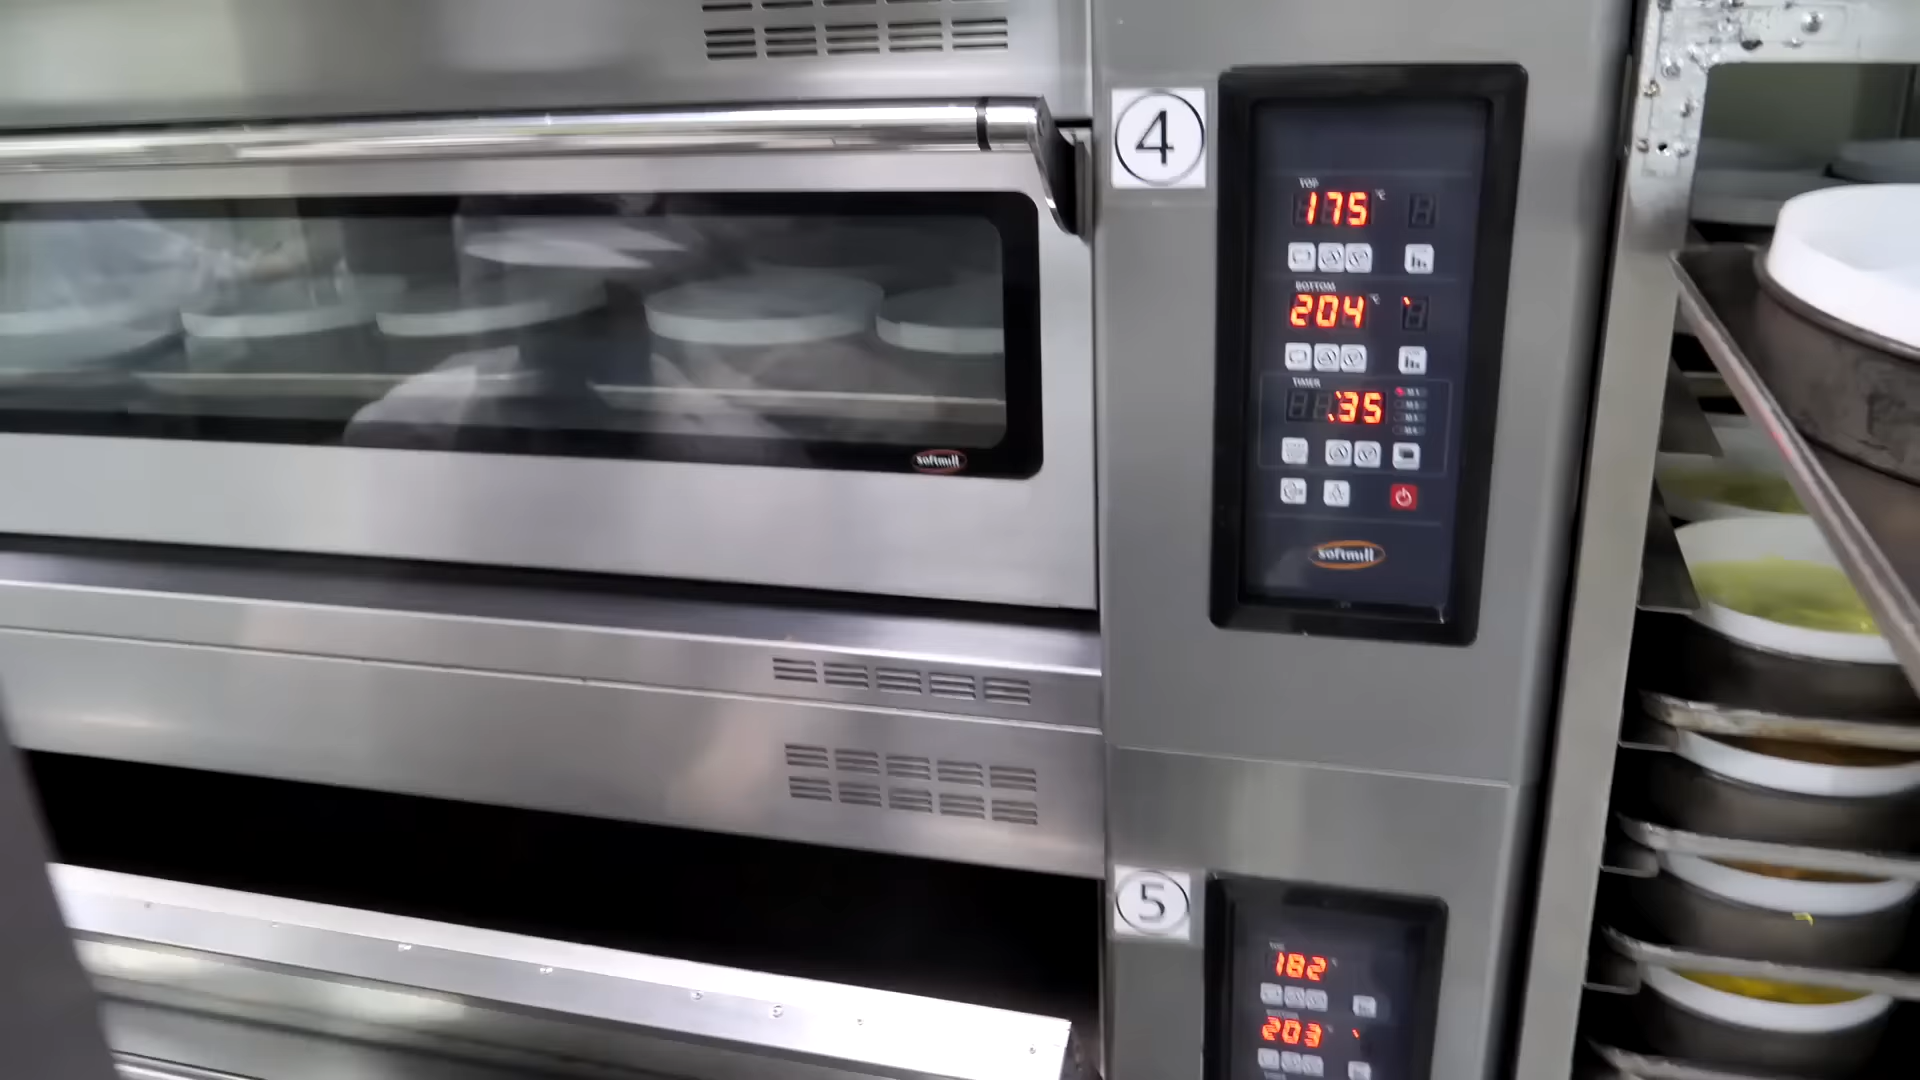 4
TOP
175 °C
BOTTOM
204 °C
TIMER
.35
softmill
softmill
5
182
203